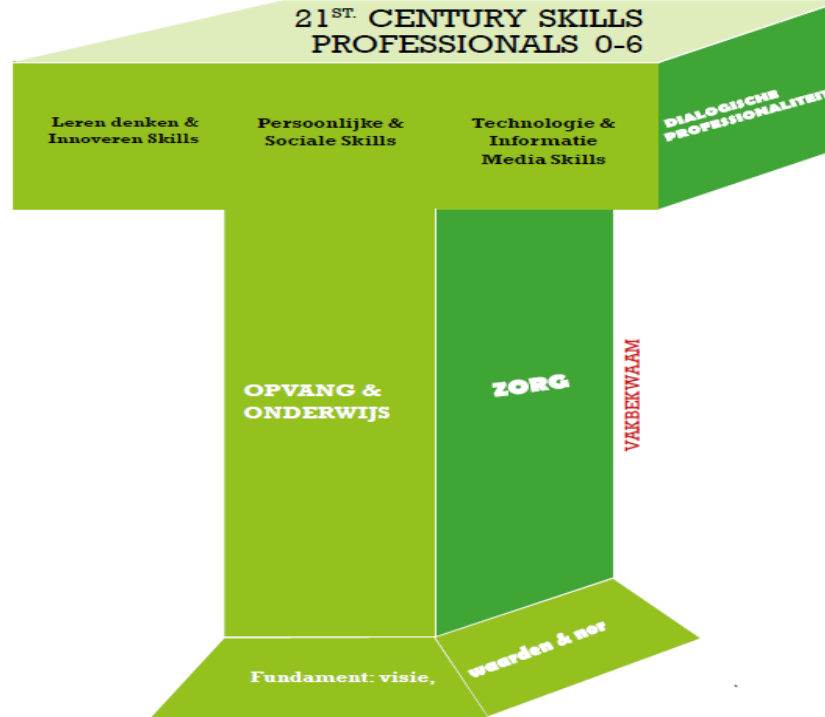 21ST. CENTURY SKILLS
PROFESSIONALS 0-6
Leren denken &
Innoveren Skills
Persoonlijke &
Sociale Skills
Technologie &
Informatie
Media Skills
DIALOGISCHE
PROFESSIONALITEIT
OPVANG &
ONDERWIJS
ZORG
VAKBEKWAAM
Fundament: visie,
waarden & nor